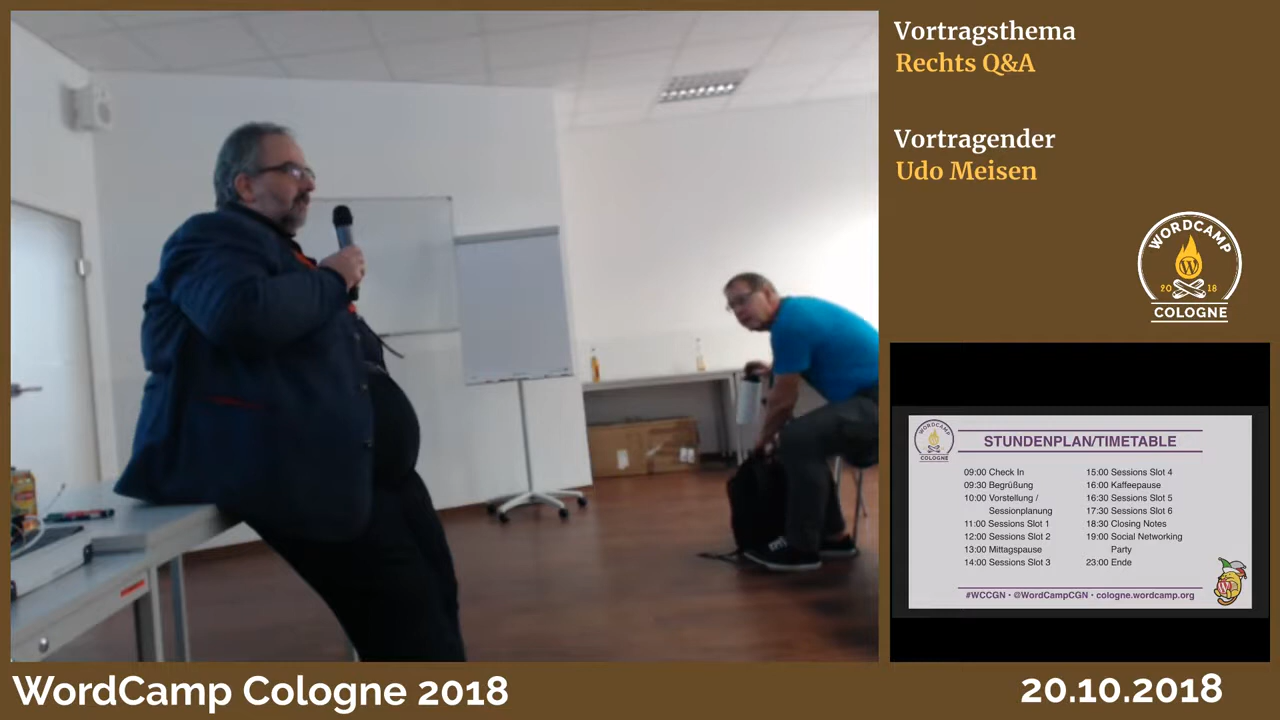 Vortragsthema
Rechts Q&A
Vortragender
Udo Meisen
WORDCAMP
2018
COLOGNE
WORDCAMP
COLOGNE
STUNDENPLAN/TIMETABLE
09:00 Check In
09:30 Begrüßung
10:00 Vorstellung /
Sessionplanung
11:00 Sessions Slot 1
12:00 Sessions Slot 2
13:00 Mittagspause
14:00 Sessions Slot 3
15:00 Sessions Slot 4
16:00 Kaffeepause
16:30 Sessions Slot 5
17:30 Sessions Slot 6
18:30 Closing Notes
19:00 Social Networking
Party
23:00 Ende
#WCCGN • @WordCampCGN • cologne.wordcamp.org
WordCamp Cologne 2018
20.10.2018